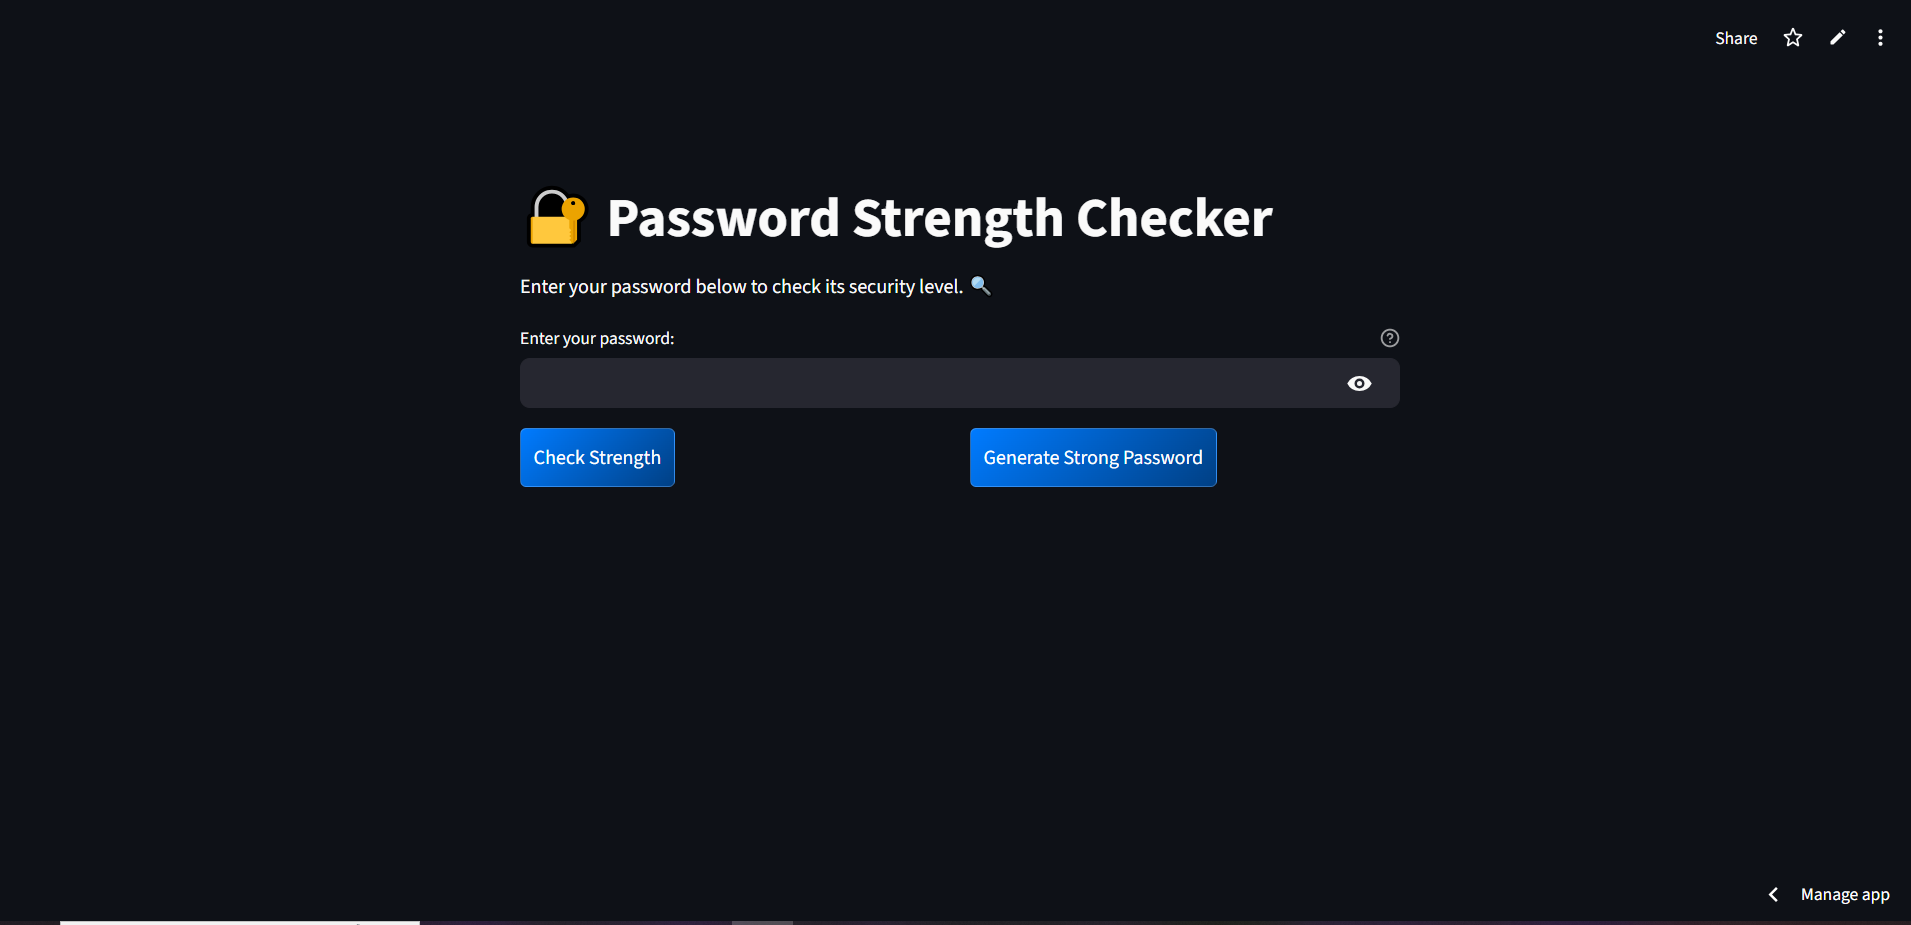 Share
Password Strength Checker
Enter your password below to check its security level.
Enter your password:
Check Strength
Generate Strong Password
Manage app